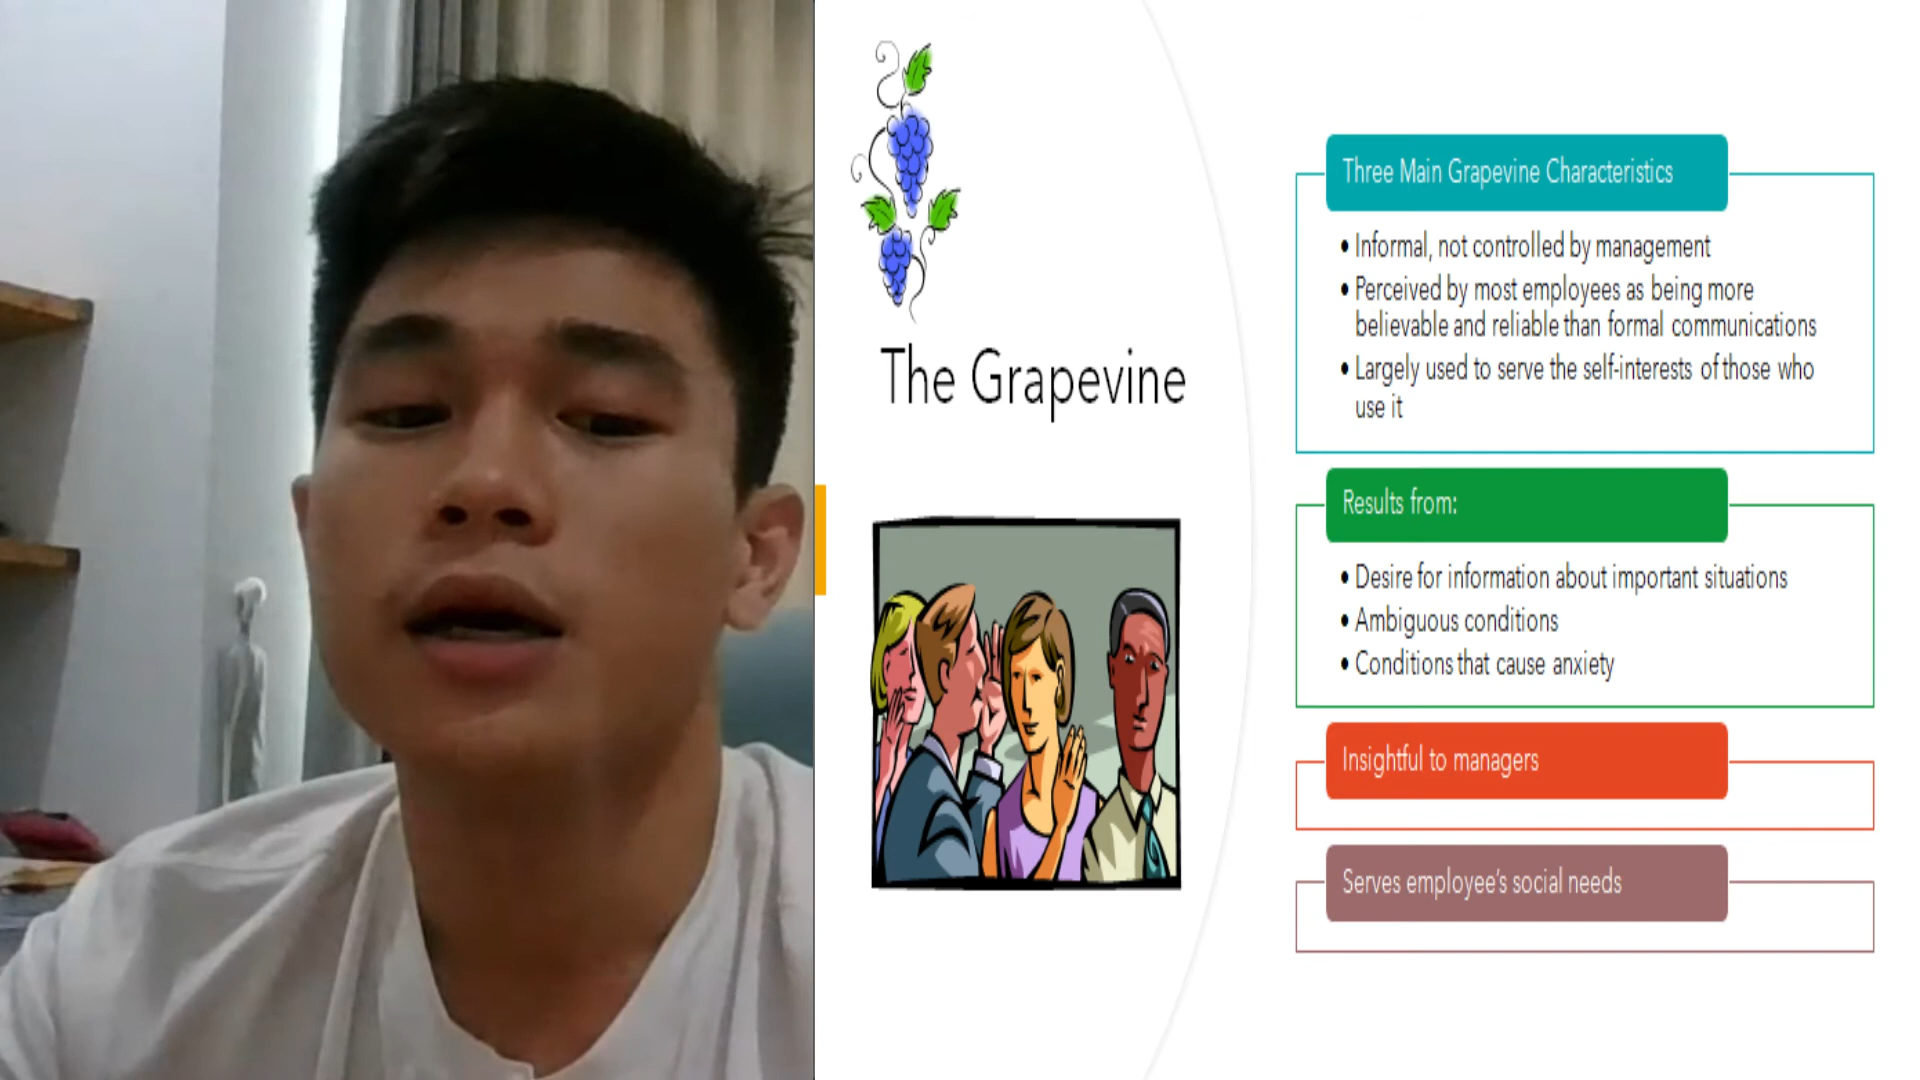 The Grapevine
Three Main Grapevine Characteristics
• Informal, not controlled by management
• Perceived by most employees as being more
believable and reliable than formal communications
• Largely used to serve the self-interests of those who
use it
Results from:
• Desire for information about important situations
• Ambiguous conditions
• Conditions that cause anxiety
Insightful to managers
Serves employee’s social needs